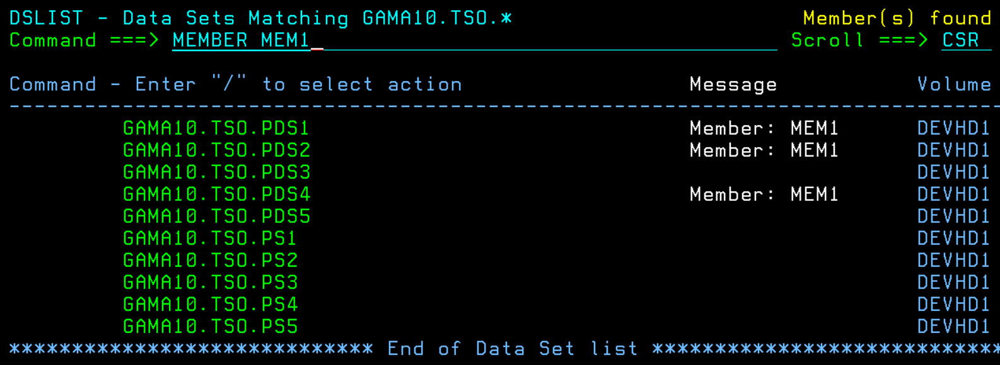 DSLIST - Data Sets Matching GAMA10.TSO.* Member(s) found
Command ===> MEMBER MEM1_ Scroll ===> CSR
Command - Enter "/" to select action Message Volume
-------------------------------------------------------------------------------
GAMA10.TSO.PDS1 Member: MEM1 DEVHD1
GAMA10.TSO.PDS2 Member: MEM1 DEVHD1
GAMA10.TSO.PDS3 DEVHD1
GAMA10.TSO.PDS4 Member: MEM1 DEVHD1
GAMA10.TSO.PDS5 DEVHD1
GAMA10.TSO.PS1 DEVHD1
GAMA10.TSO.PS2 DEVHD1
GAMA10.TSO.PS3 DEVHD1
GAMA10.TSO.PS4 DEVHD1
GAMA10.TSO.PS5 DEVHD1
***************************** End of Data Set list ****************************